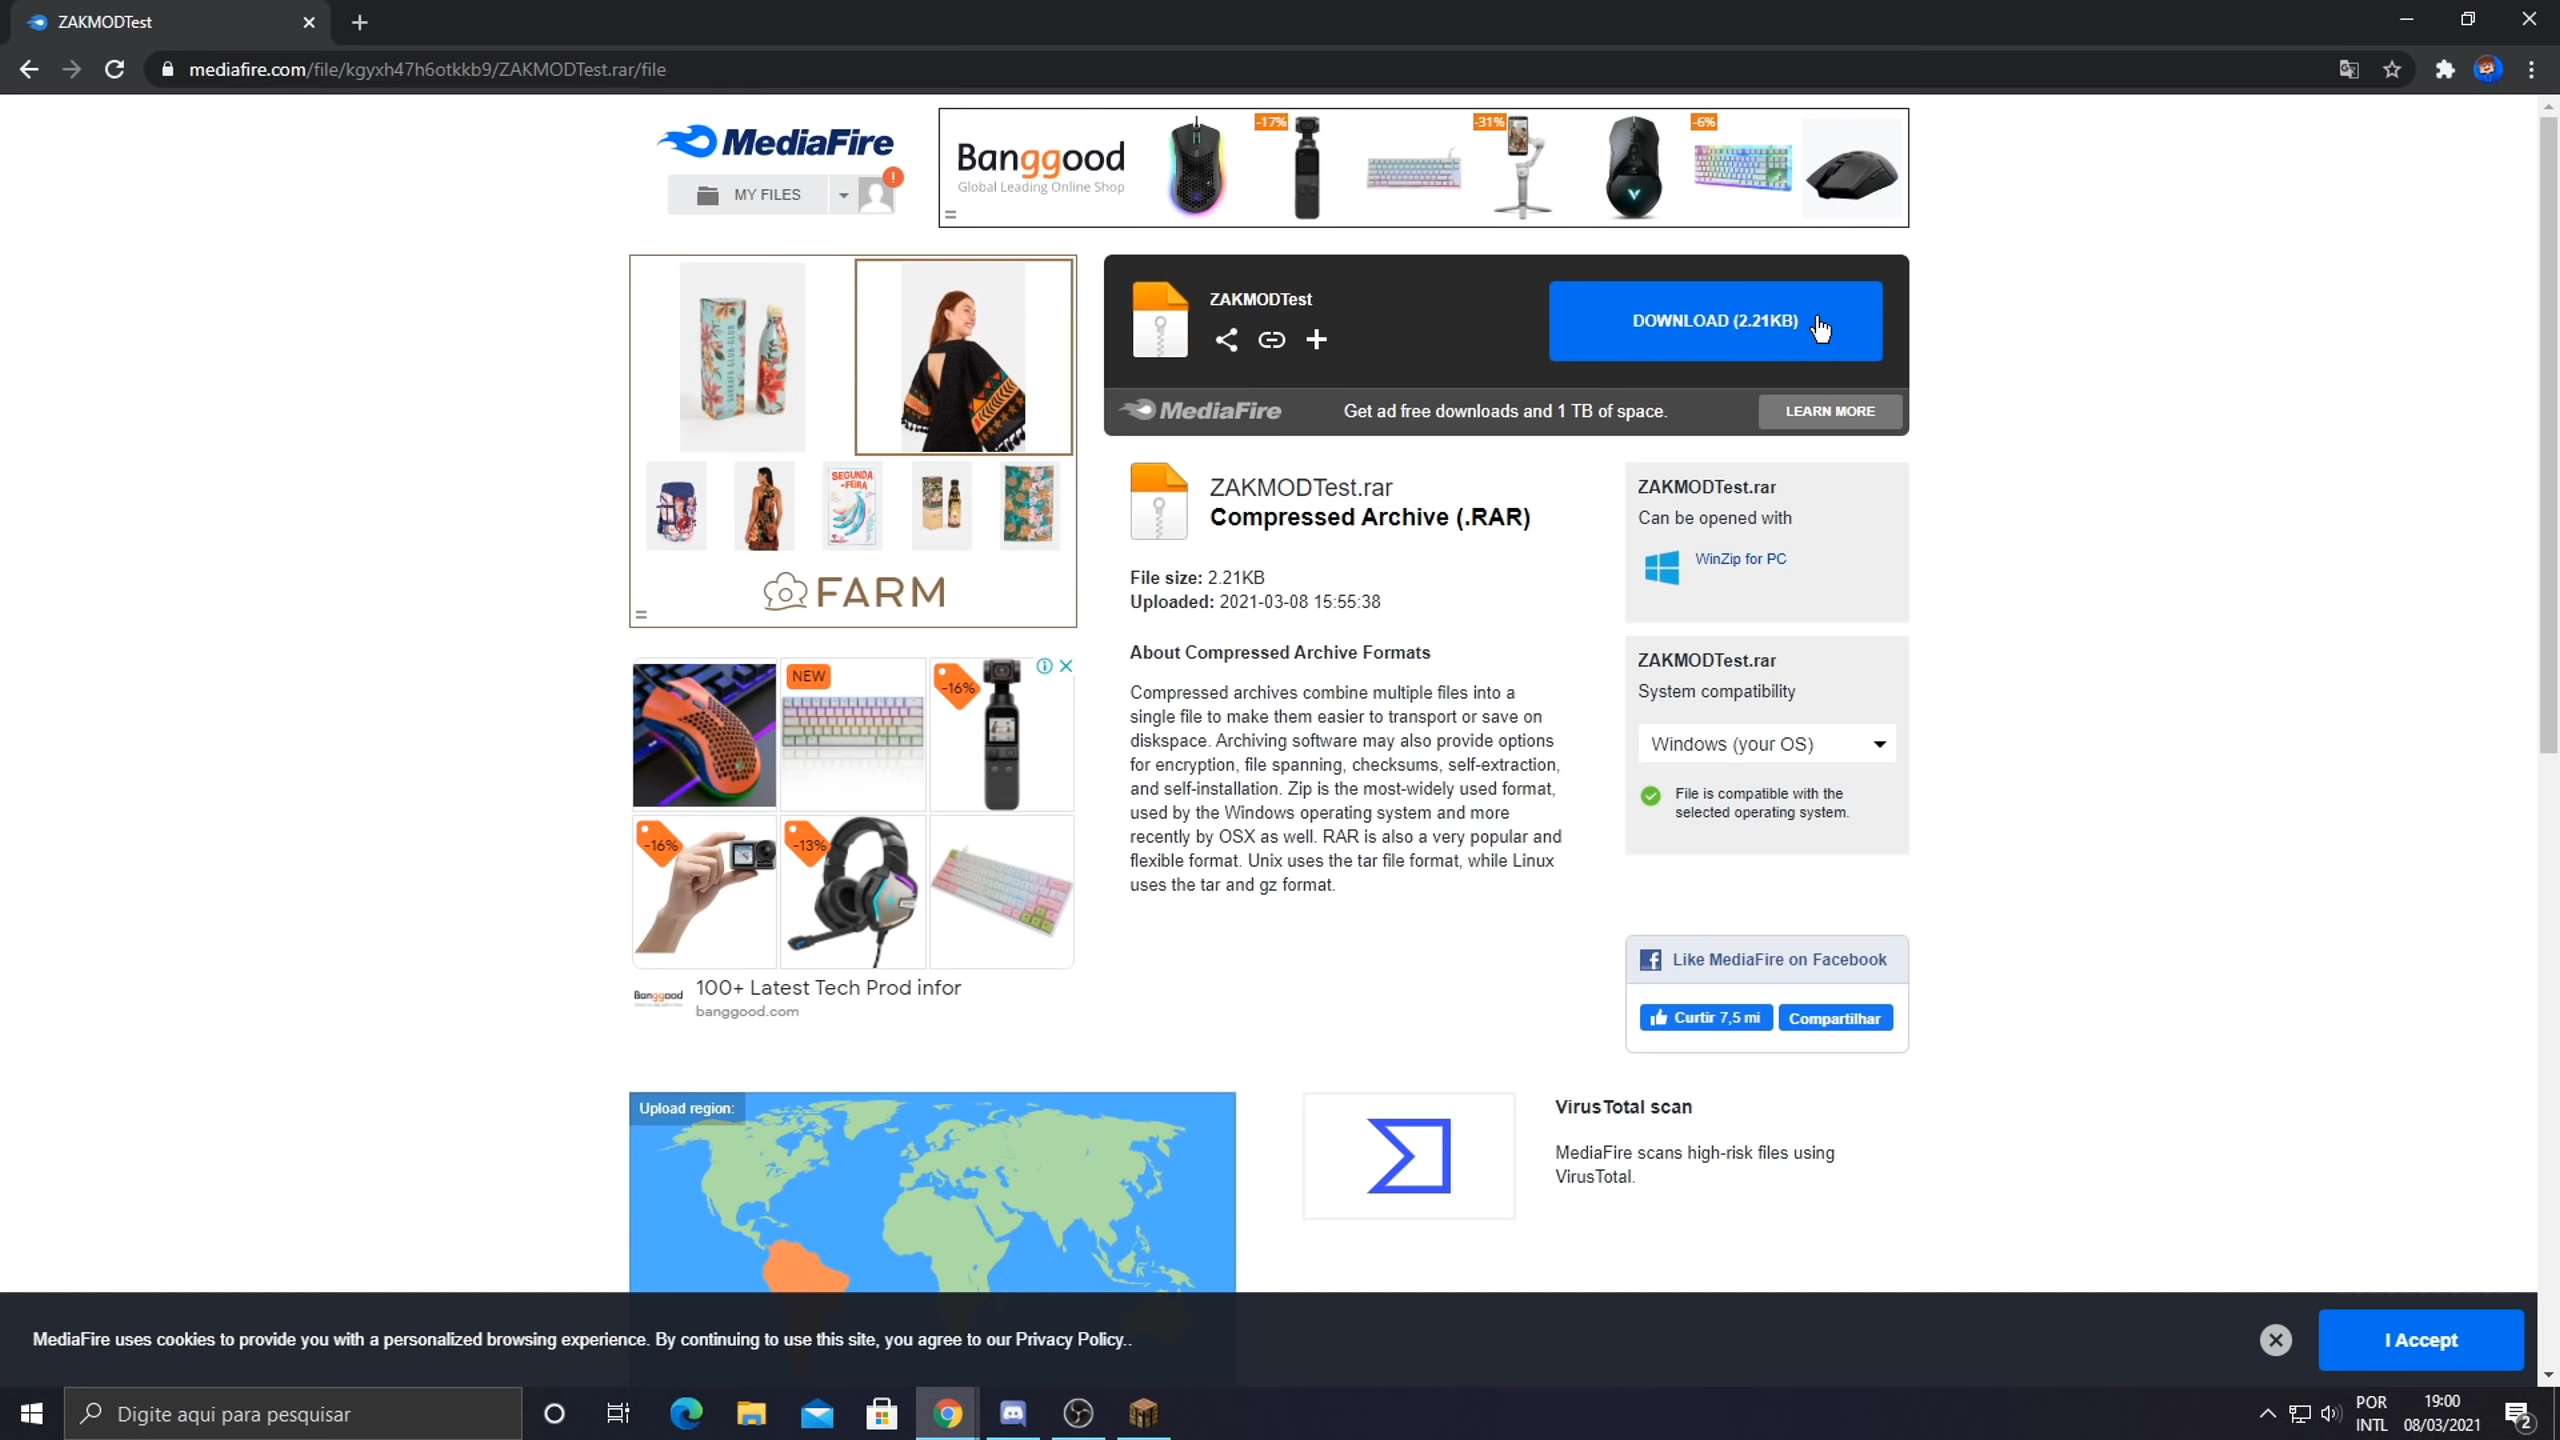 ZAKMODTest
mediafire.com/file/kgyxh47h6otkkb9/ZAKMODTest.rar/file
MediaFire
MY FILES
!
Banggood
Global Leading Online Shop
-17%
-31%
-6%
SEGUNDA
-FEIRA
FARM
ZAKMODTest
DOWNLOAD (2.21KB)
MediaFire
Get ad free downloads and 1 TB of space.
LEARN MORE
ZAKMODTest.rar
Compressed Archive (.RAR)
File size: 2.21KB
Uploaded: 2021-03-08 15:55:38
About Compressed Archive Formats
Compressed archives combine multiple files into a
single file to make them easier to transport or save on
diskspace. Archiving software may also provide options
for encryption, file spanning, checksums, self-extraction,
and self-installation. Zip is the most-widely used format,
used by the Windows operating system and more
recently by OSX as well. RAR is also a very popular and
flexible format. Unix uses the tar file format, while Linux
uses the tar and gz format.
ZAKMODTest.rar
Can be opened with
WinZip for PC
ZAKMODTest.rar
System compatibility
Windows (your OS)
File is compatible with the
selected operating system.
Like MediaFire on Facebook
Curtir 7,5 mi
Compartilhar
NEW
-16%
-16%
-13%
Banggood
100+ Latest Tech Prod infor
banggood.com
Upload region:
VirusTotal scan
MediaFire scans high-risk files using
VirusTotal.
MediaFire uses cookies to provide you with a personalized browsing experience. By continuing to use this site, you agree to our Privacy Policy..
I Accept
Digite aqui para pesquisar
POR
INTL
19:00
08/03/2021
2